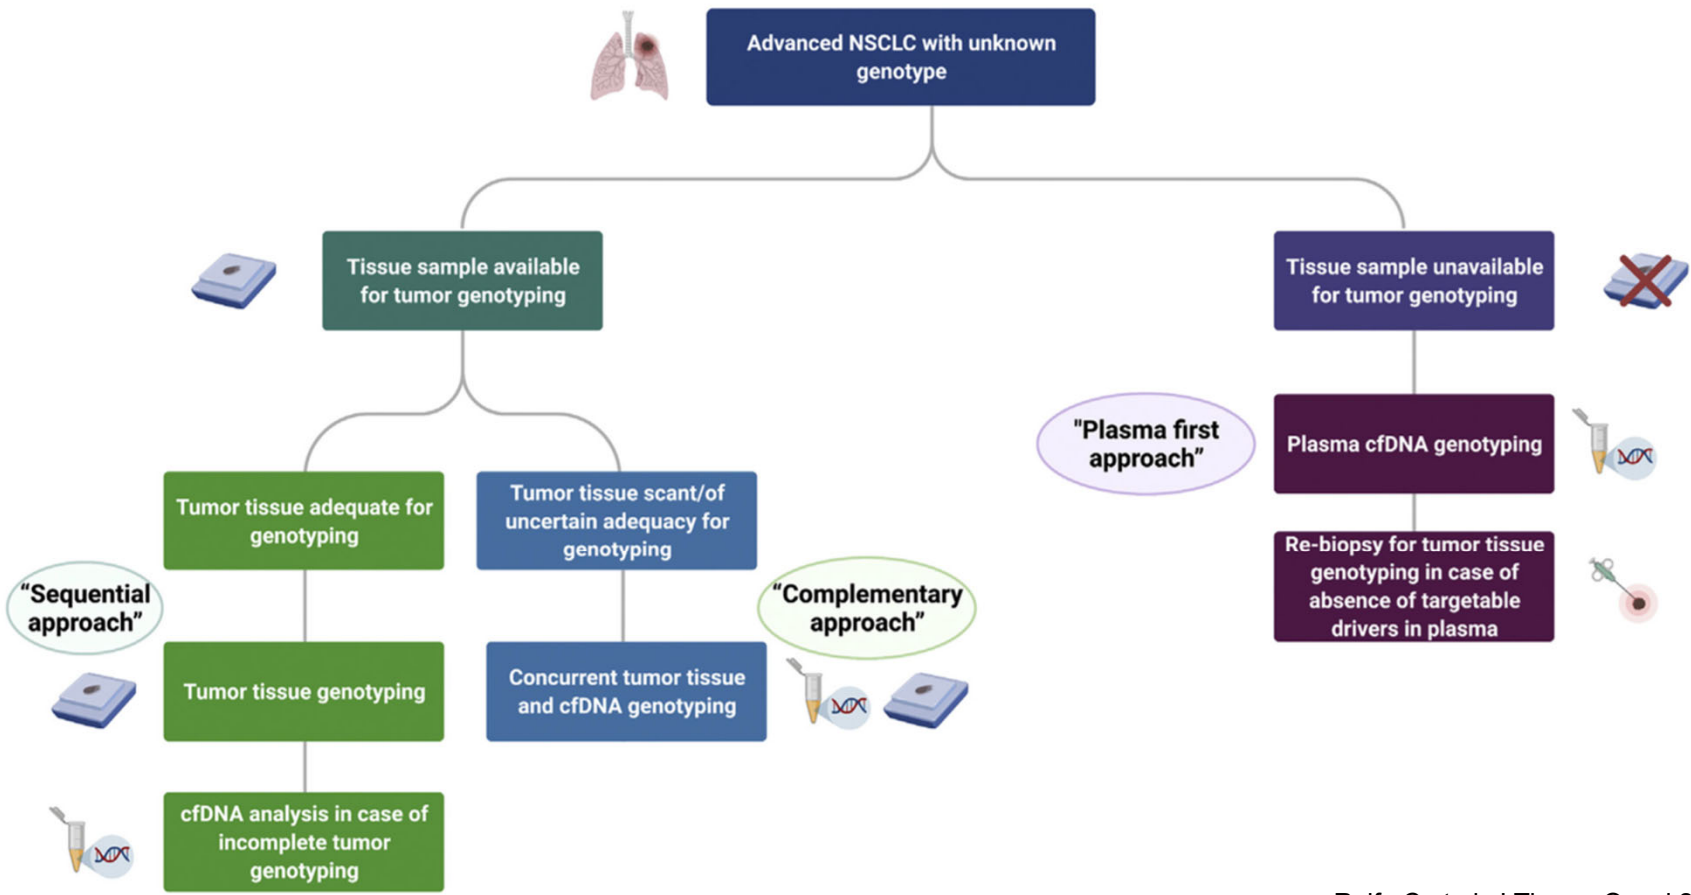 Advanced NSCLC with unknown
genotype
Tissue sample available
for tumor genotyping
Tissue sample unavailable
for tumor genotyping
"Plasma first
approach”
Plasma cfDNA genotyping
Re-biopsy for tumor tissue
genotyping in case of
absence of targetable
drivers in plasma
Tumor tissue adequate for
genotyping
Tumor tissue scant/of
uncertain adequacy for
genotyping
“Sequential
approach”
“Complementary
approach”
Tumor tissue genotyping
Concurrent tumor tissue
and cfDNA genotyping
cfDNA analysis in case of
incomplete tumor
genotyping